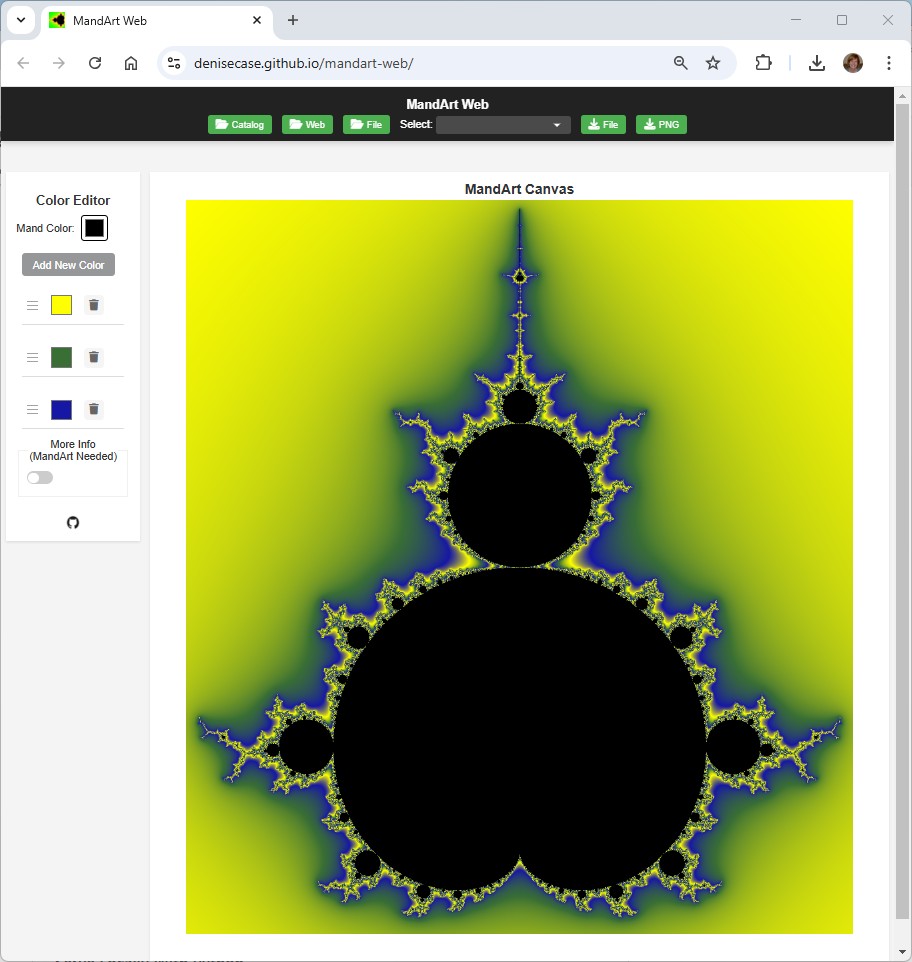 MandArt Web
denisecase.github.io/mandart-web/
MandArt Web
Catalog Web File Select: File PNG
Color Editor
MandArt Canvas
Mand Color:
Add New Color
More Info
(MandArt Needed)